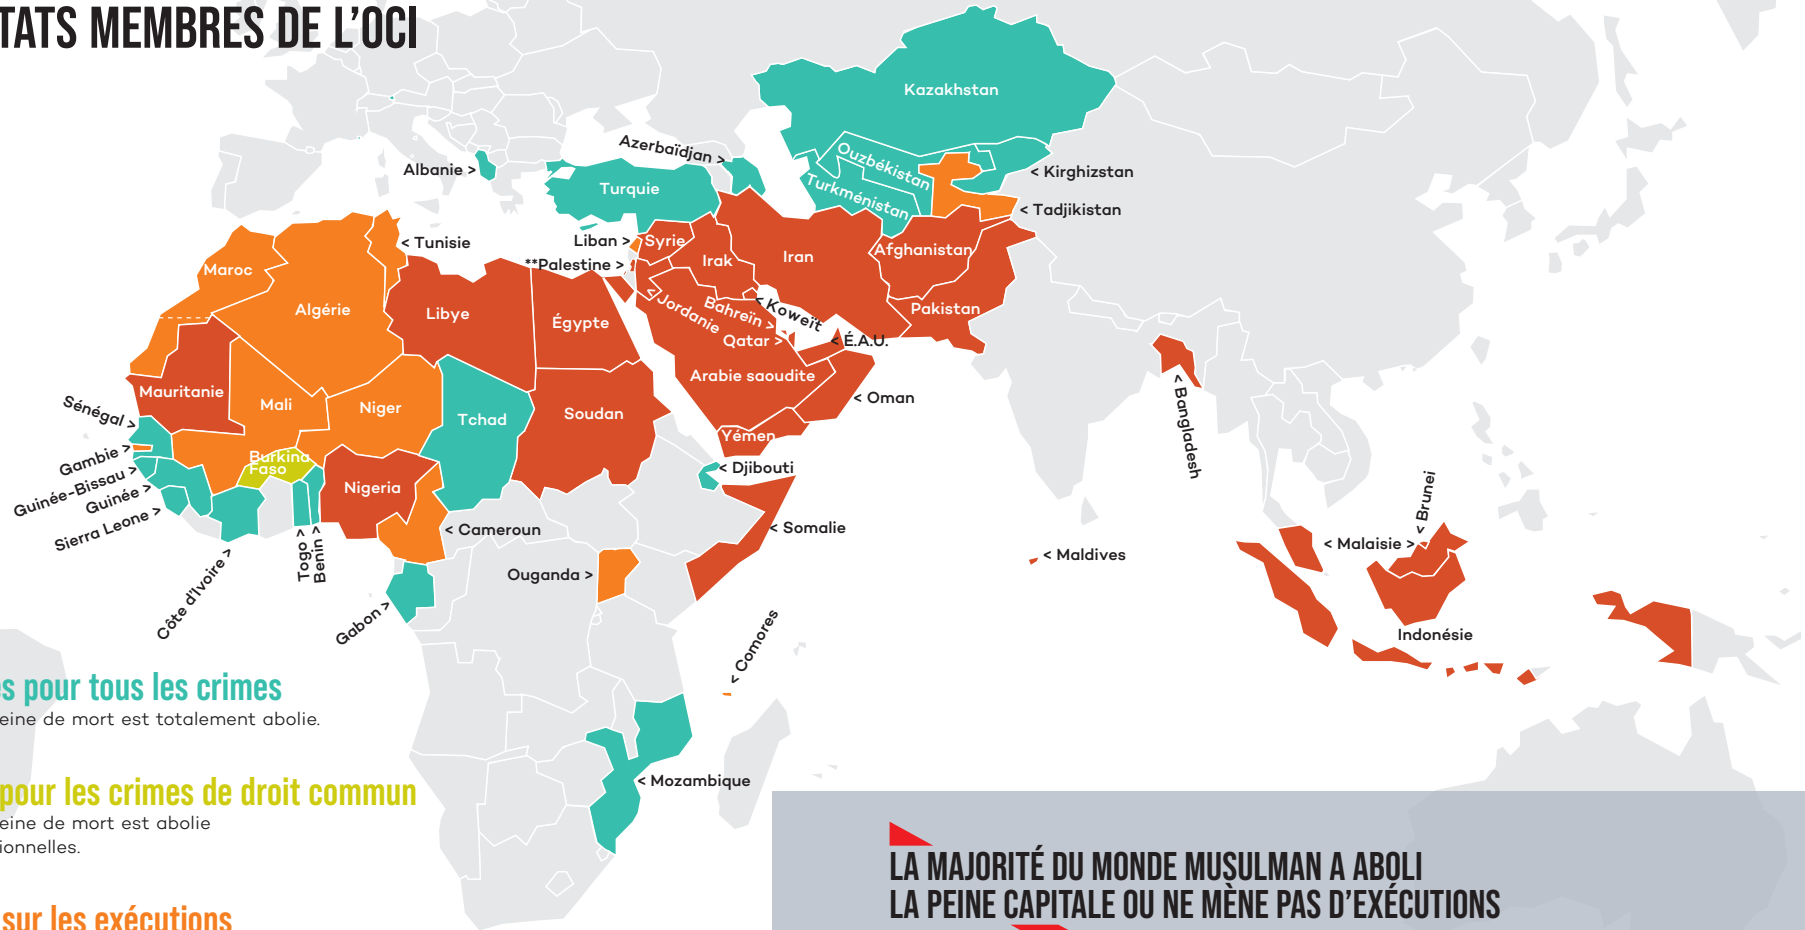 TATS MEMBRES DE L'OCI
Kazakhstan
Azerbaïdjan >
Ouzbékistan
Albanie >
< Kirghizstan
Turquie
Turkménistan
< Tadjikistan
< Tunisie
Liban >
Syrie
Afghanistan
Maroc
**Palestine >
Irak
Iran
Algérie
Libye
Égypte
< Jordanie
Bahreïn >
< Koweït
Pakistan
Qatar >
< É.A.U.
Mauritanie
Arabie saoudite
Mali
Niger
Tchad
Soudan
< Oman
< Bangladesh
Sénégal >
Yémen
Gambie >
Burkina
Faso
< Djibouti
Guinée-Bissau >
Nigeria
Guinée >
< Brunei
Sierra Leone >
< Cameroun
< Somalie
< Malaisie >
Togo >
Benin >
< Maldives
Ouganda >
Côte d'Ivoire >
Gabon >
Indonésie
< Comores
s pour tous les crimes
eine de mort est totalement abolie.
< Mozambique
pour les crimes de droit commun
eine de mort est abolie
ionnelles.
LA MAJORITÉ DU MONDE MUSULMAN A ABOLI
LA PEINE CAPITALE OU NE MÈNE PAS D'EXÉCUTIONS
sur les exécutions